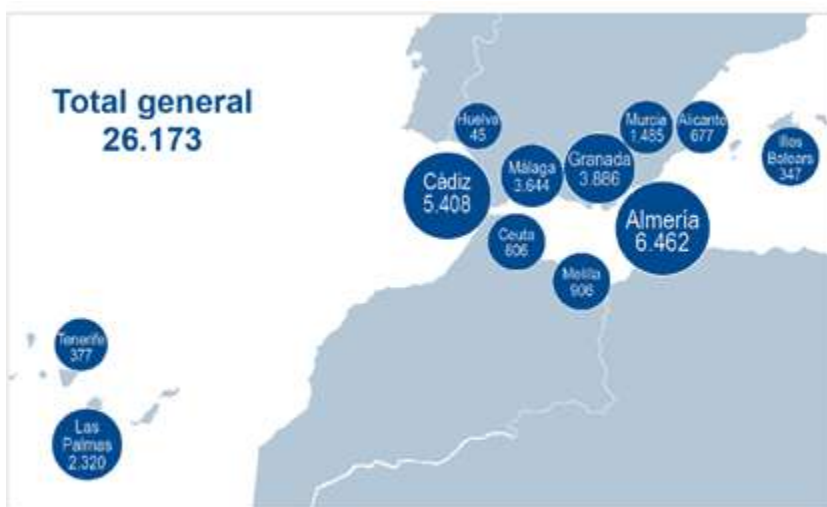 Total general
26.173
Huelva
45
Cádiz
5.408
Málaga
3.644
Granada
3.886
Murcia
1.485
Alicante
677
Illes
Balears
347
Almería
6.462
Ceuta
606
Melilla
906
Tenerife
377
Las
Palmas
2.320